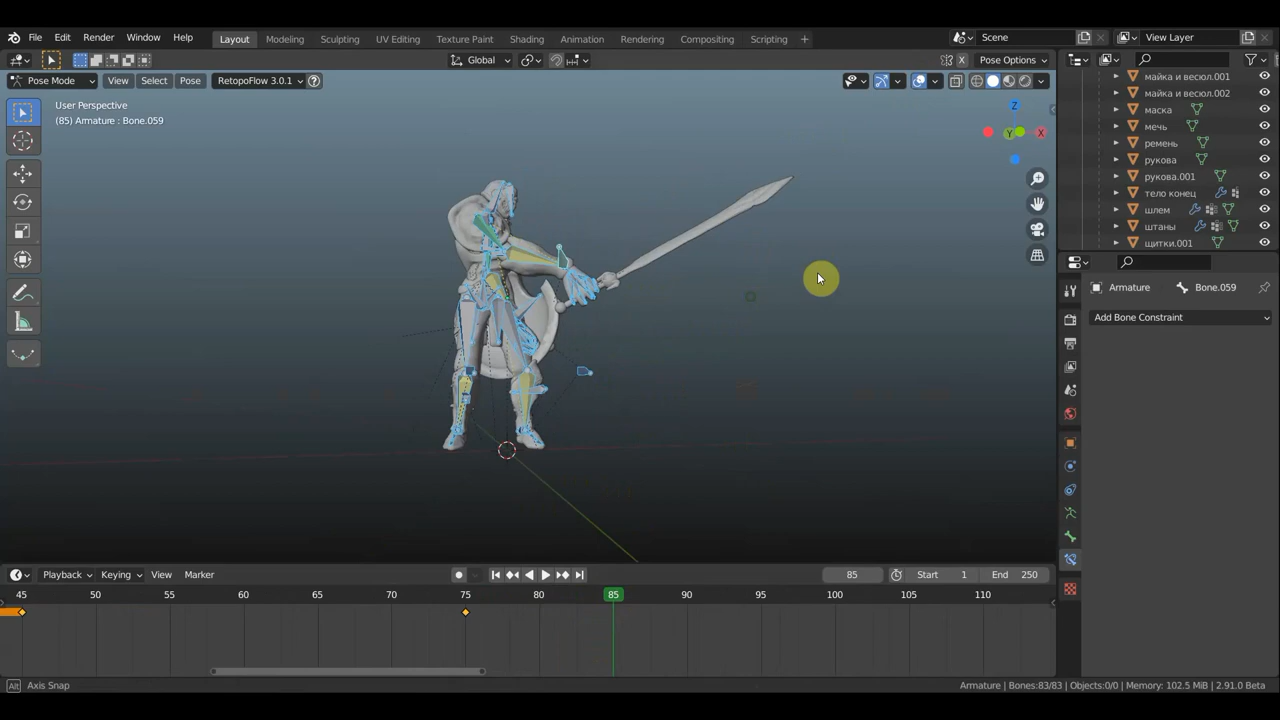 File Edit Render Window Help Layout Modeling Sculpting UV Editing Texture Paint Shading Animation Rendering Compositing Scripting + Scene View Layer
Global Pose Options
Pose Mode View Select Pose RetopoFlow 3.0.1 ?
User Perspective
(85) Armature : Bone.059
Z
Y
X
майка и весюл.001
майка и весюл.002
маска
мечь
ремень
рукова
рукова.001
тело конец
шлем
штаны
щитки.001
Armature Bone.059
Add Bone Constraint
Playback Keying View Marker 85 Start 1 End 250
45 50 55 60 65 70 75 80 85 90 95 100 105 110
Alt Axis Snap Armature | Bones:83/83 | Objects:0/0 | Memory: 102.5 MiB | 2.91.0 Beta